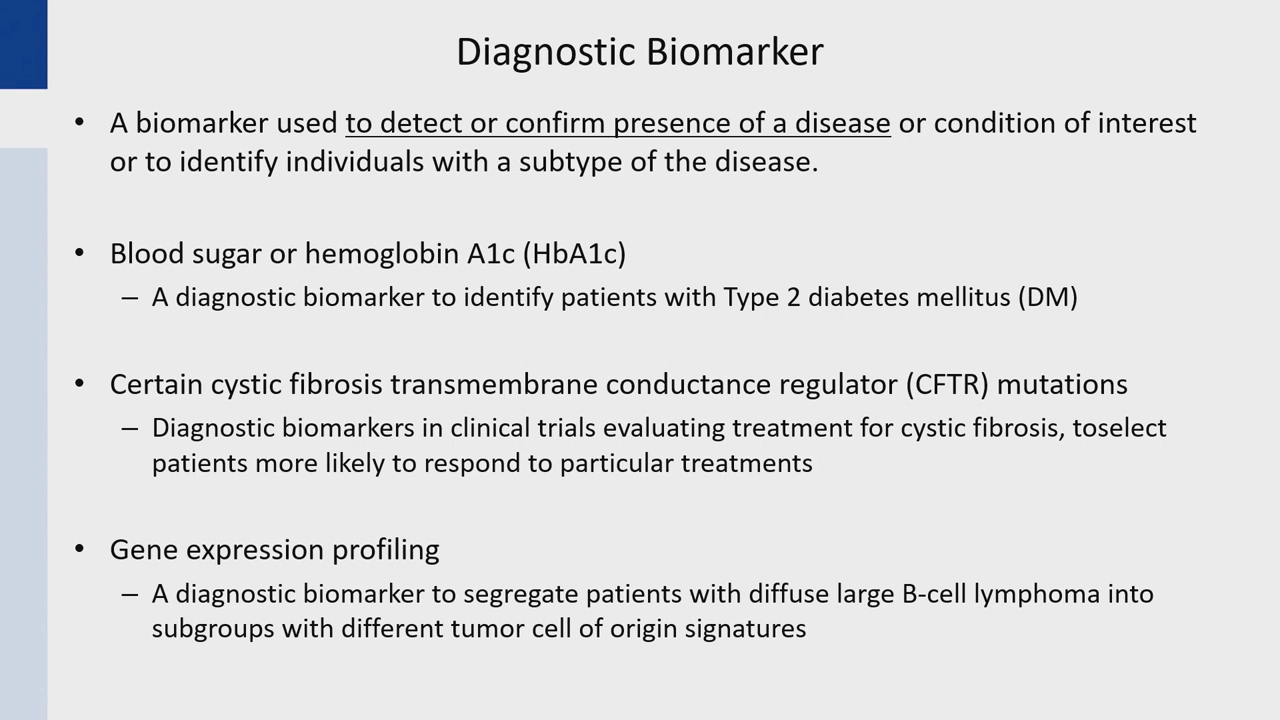 Diagnostic Biomarker
• A biomarker used to detect or confirm presence of a disease or condition of interest
or to identify individuals with a subtype of the disease.
• Blood sugar or hemoglobin A1c (HbA1c)
– A diagnostic biomarker to identify patients with Type 2 diabetes mellitus (DM)
• Certain cystic fibrosis transmembrane conductance regulator (CFTR) mutations
– Diagnostic biomarkers in clinical trials evaluating treatment for cystic fibrosis, toselect
patients more likely to respond to particular treatments
• Gene expression profiling
– A diagnostic biomarker to segregate patients with diffuse large B-cell lymphoma into
subgroups with different tumor cell of origin signatures